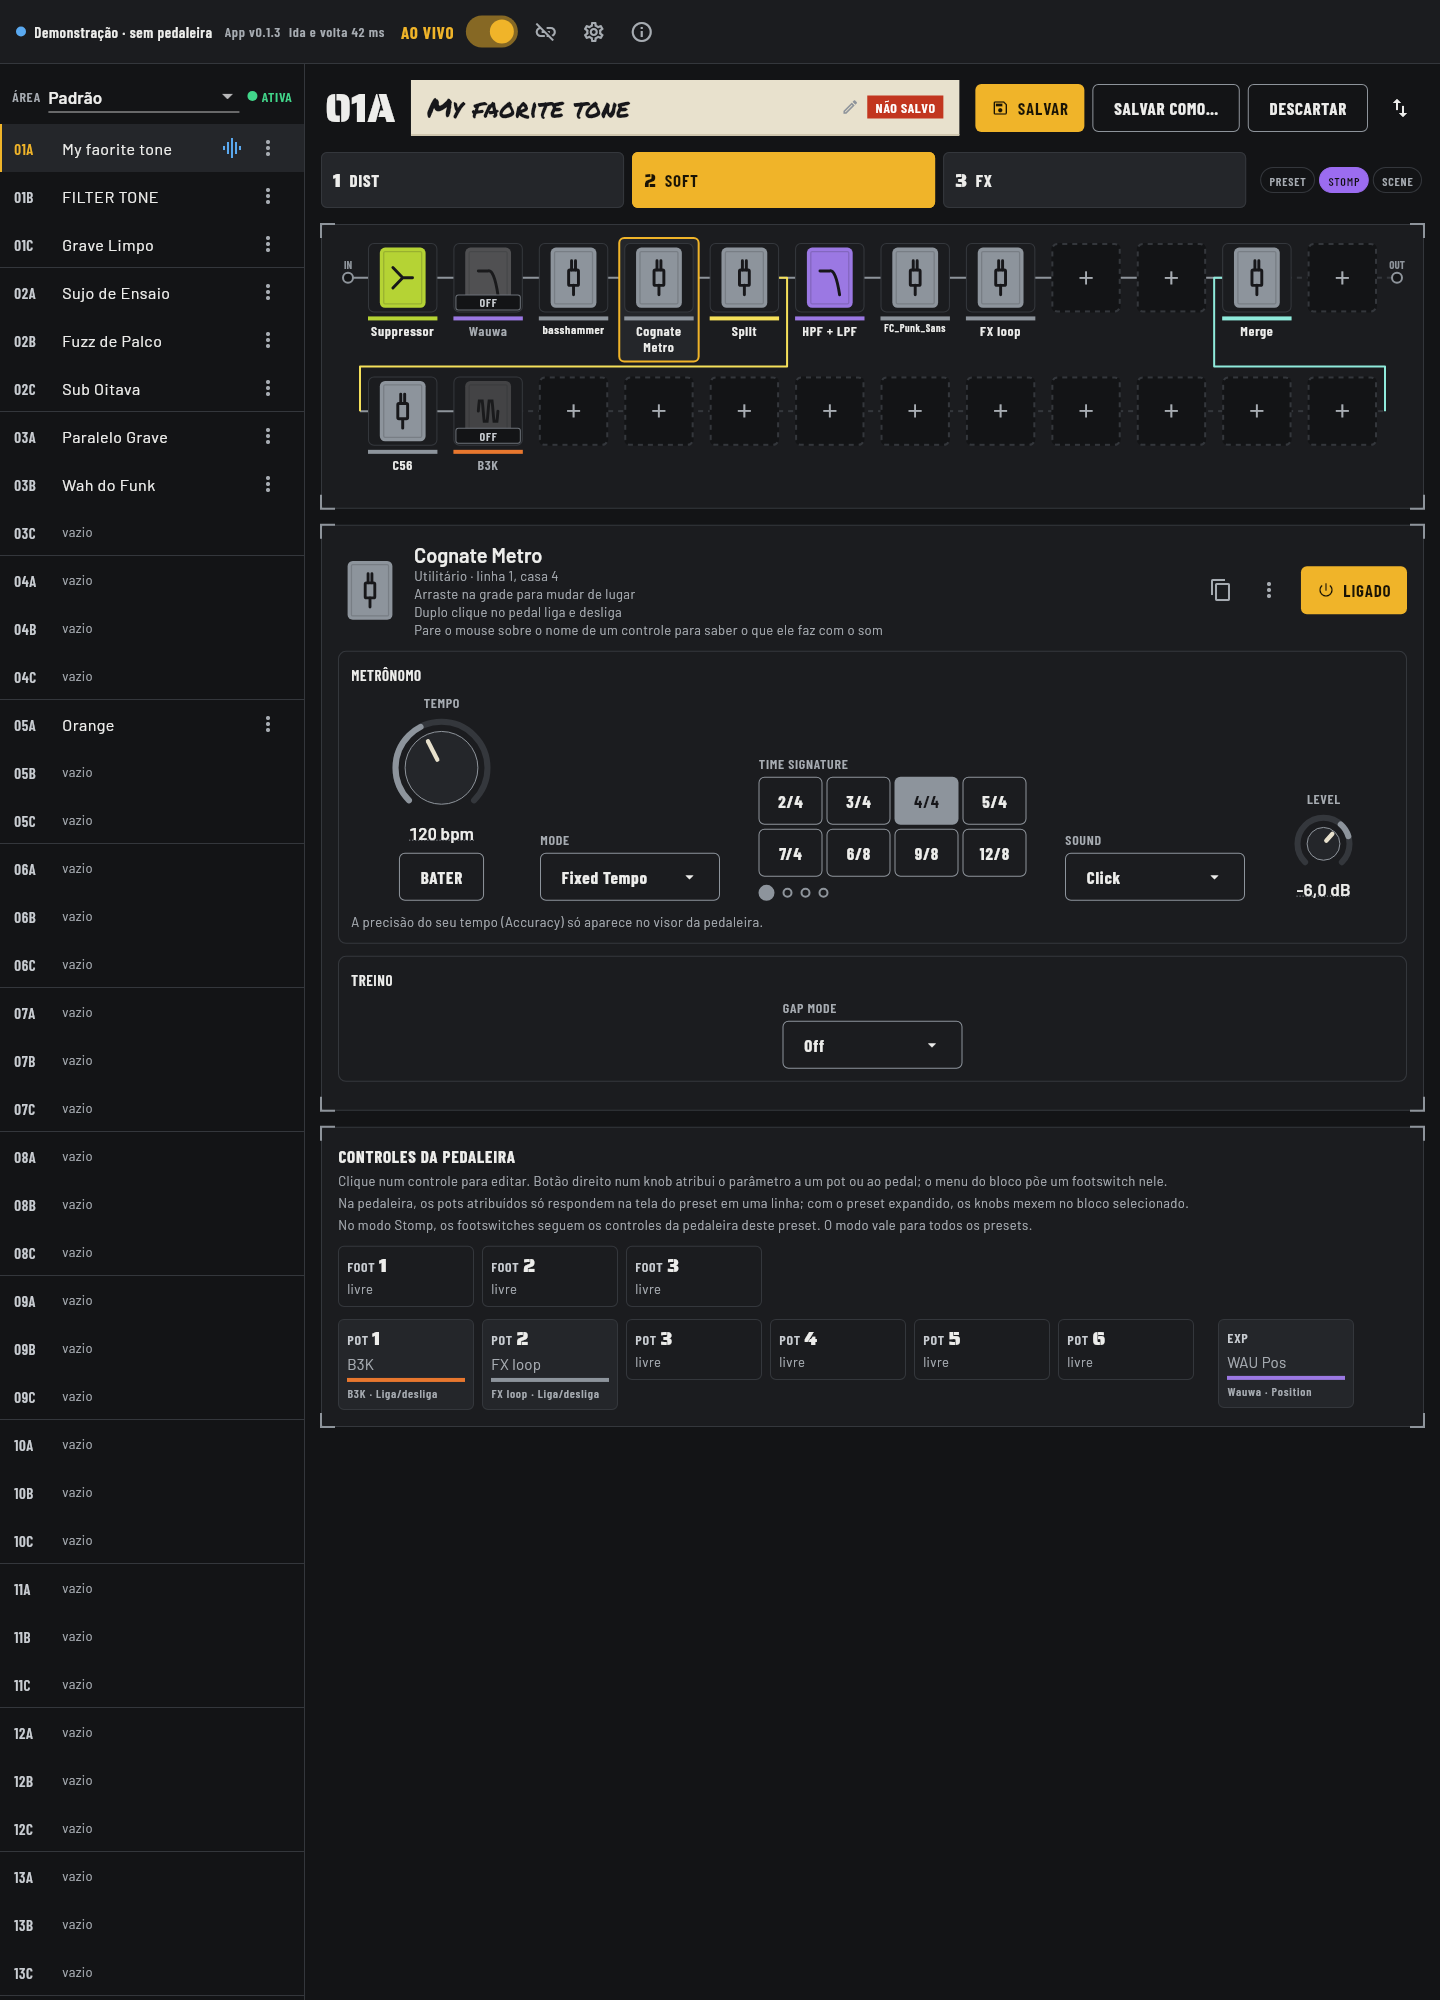 Demonstração · sem pedaleira App v0.1.3 Ida e volta 42 ms AO VIVO
ÁREA Padrão ATIVA
01A My faorite tone
01B FILTER TONE
01C Grave Limpo
02A Sujo de Ensaio
02B Fuzz de Palco
02C Sub Oitava
03A Paralelo Grave
03B Wah do Funk
03C vazio
04A vazio
04B vazio
04C vazio
05A Orange
05B vazio
05C vazio
06A vazio
06B vazio
06C vazio
07A vazio
07B vazio
07C vazio
08A vazio
08B vazio
08C vazio
09A vazio
09B vazio
09C vazio
10A vazio
10B vazio
10C vazio
11A vazio
11B vazio
11C vazio
12A vazio
12B vazio
12C vazio
13A vazio
13B vazio
13C vazio
01A My faorite tone NÃO SALVO SALVAR SALVAR COMO... DESCARTAR
1 DIST 2 SOFT 3 FX PRESET STOMP SCENE
IN OUT
OFF
Suppressor Wauwa basshammer Cognate Metro Split HPF + LPF FC_Punk_Sans FX loop Merge
OFF
C56 B3K
Cognate Metro
Utilitário · linha 1, casa 4
Arraste na grade para mudar de lugar
Duplo clique no pedal liga e desliga
Pare o mouse sobre o nome de um controle para saber o que ele faz com o som
LIGADO
METRÔNOMO
TEMPO
120 bpm
BATER
MODE
Fixed Tempo
TIME SIGNATURE
2/4 3/4 4/4 5/4
7/4 6/8 9/8 12/8
SOUND
Click
LEVEL
-6,0 dB
A precisão do seu tempo (Accuracy) só aparece no visor da pedaleira.
TREINO
GAP MODE
Off
CONTROLES DA PEDALEIRA
Clique num controle para editar. Botão direito num knob atribui o parâmetro a um pot ou ao pedal; o menu do bloco põe um footswitch nele.
Na pedaleira, os pots atribuídos só respondem na tela do preset em uma linha; com o preset expandido, os knobs mexem no bloco selecionado.
No modo Stomp, os footswitches seguem os controles da pedaleira deste preset. O modo vale para todos os presets.
FOOT 1 FOOT 2 FOOT 3
livre livre livre
POT 1 POT 2 POT 3 POT 4 POT 5 POT 6 EXP
B3K FX loop livre livre livre livre WAU Pos
B3K · Liga/desliga FX loop · Liga/desliga Wauwa · Position